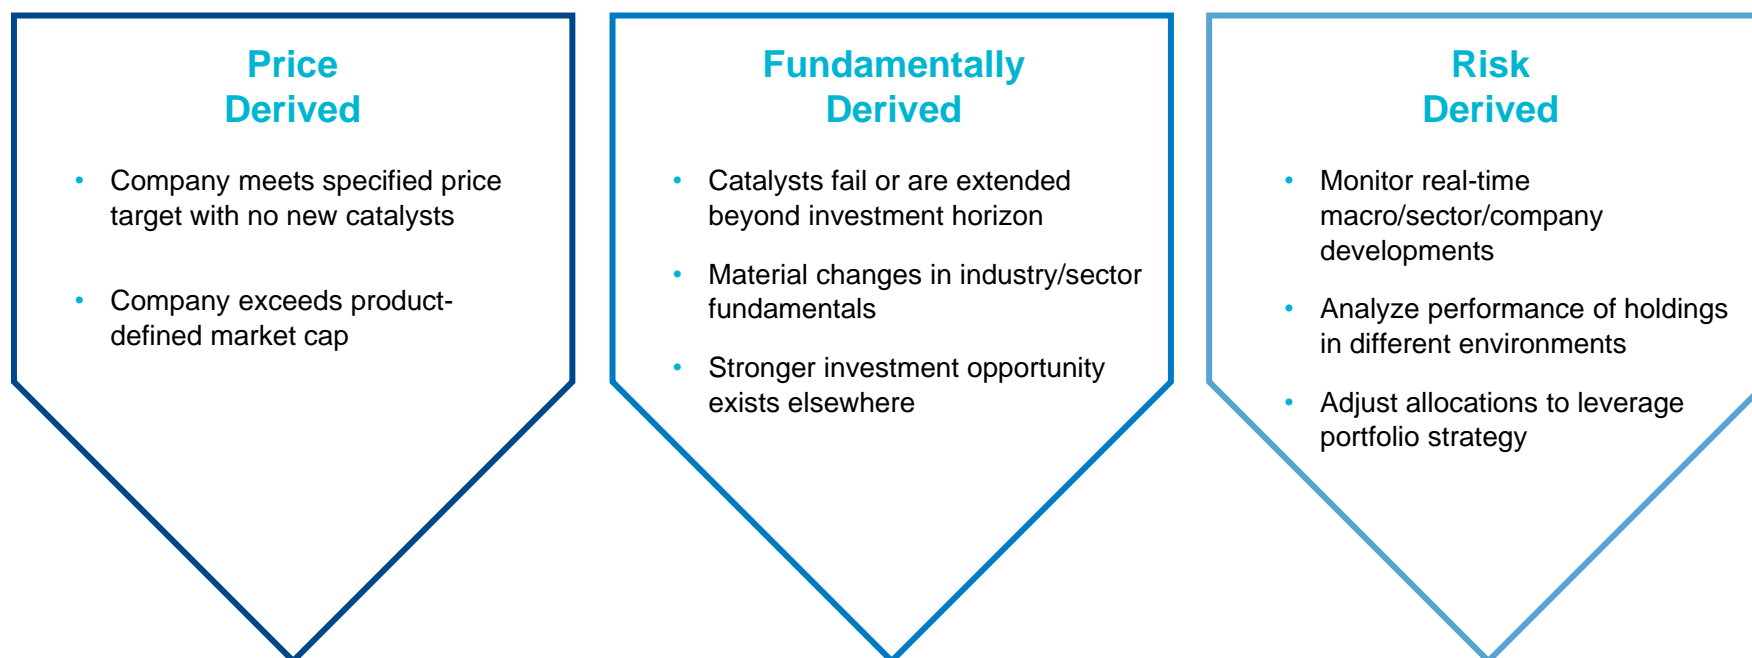 Price
Derived
• Company meets specified price
target with no new catalysts
• Company exceeds product-
defined market cap
Fundamentally
Derived
• Catalysts fail or are extended
beyond investment horizon
• Material changes in industry/sector
fundamentals
• Stronger investment opportunity
exists elsewhere
Risk
Derived
• Monitor real-time
macro/sector/company
developments
• Analyze performance of holdings
in different environments
• Adjust allocations to leverage
portfolio strategy